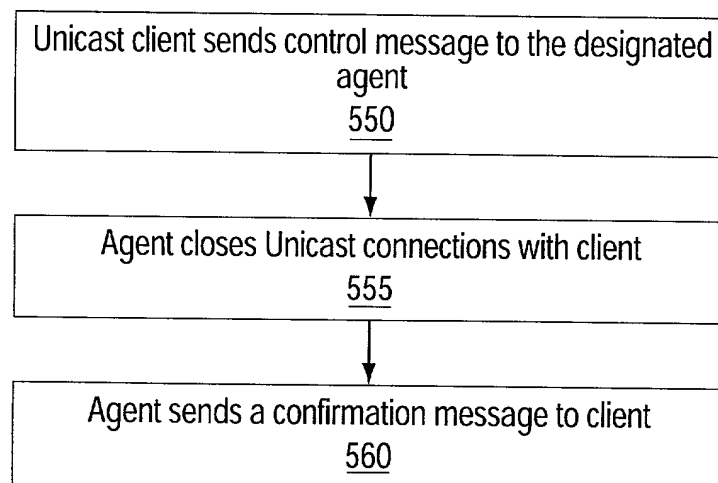 Unicast client sends control message to the designated
agent
550
Agent closes Unicast connections with client
555
Agent sends a confirmation message to client
560